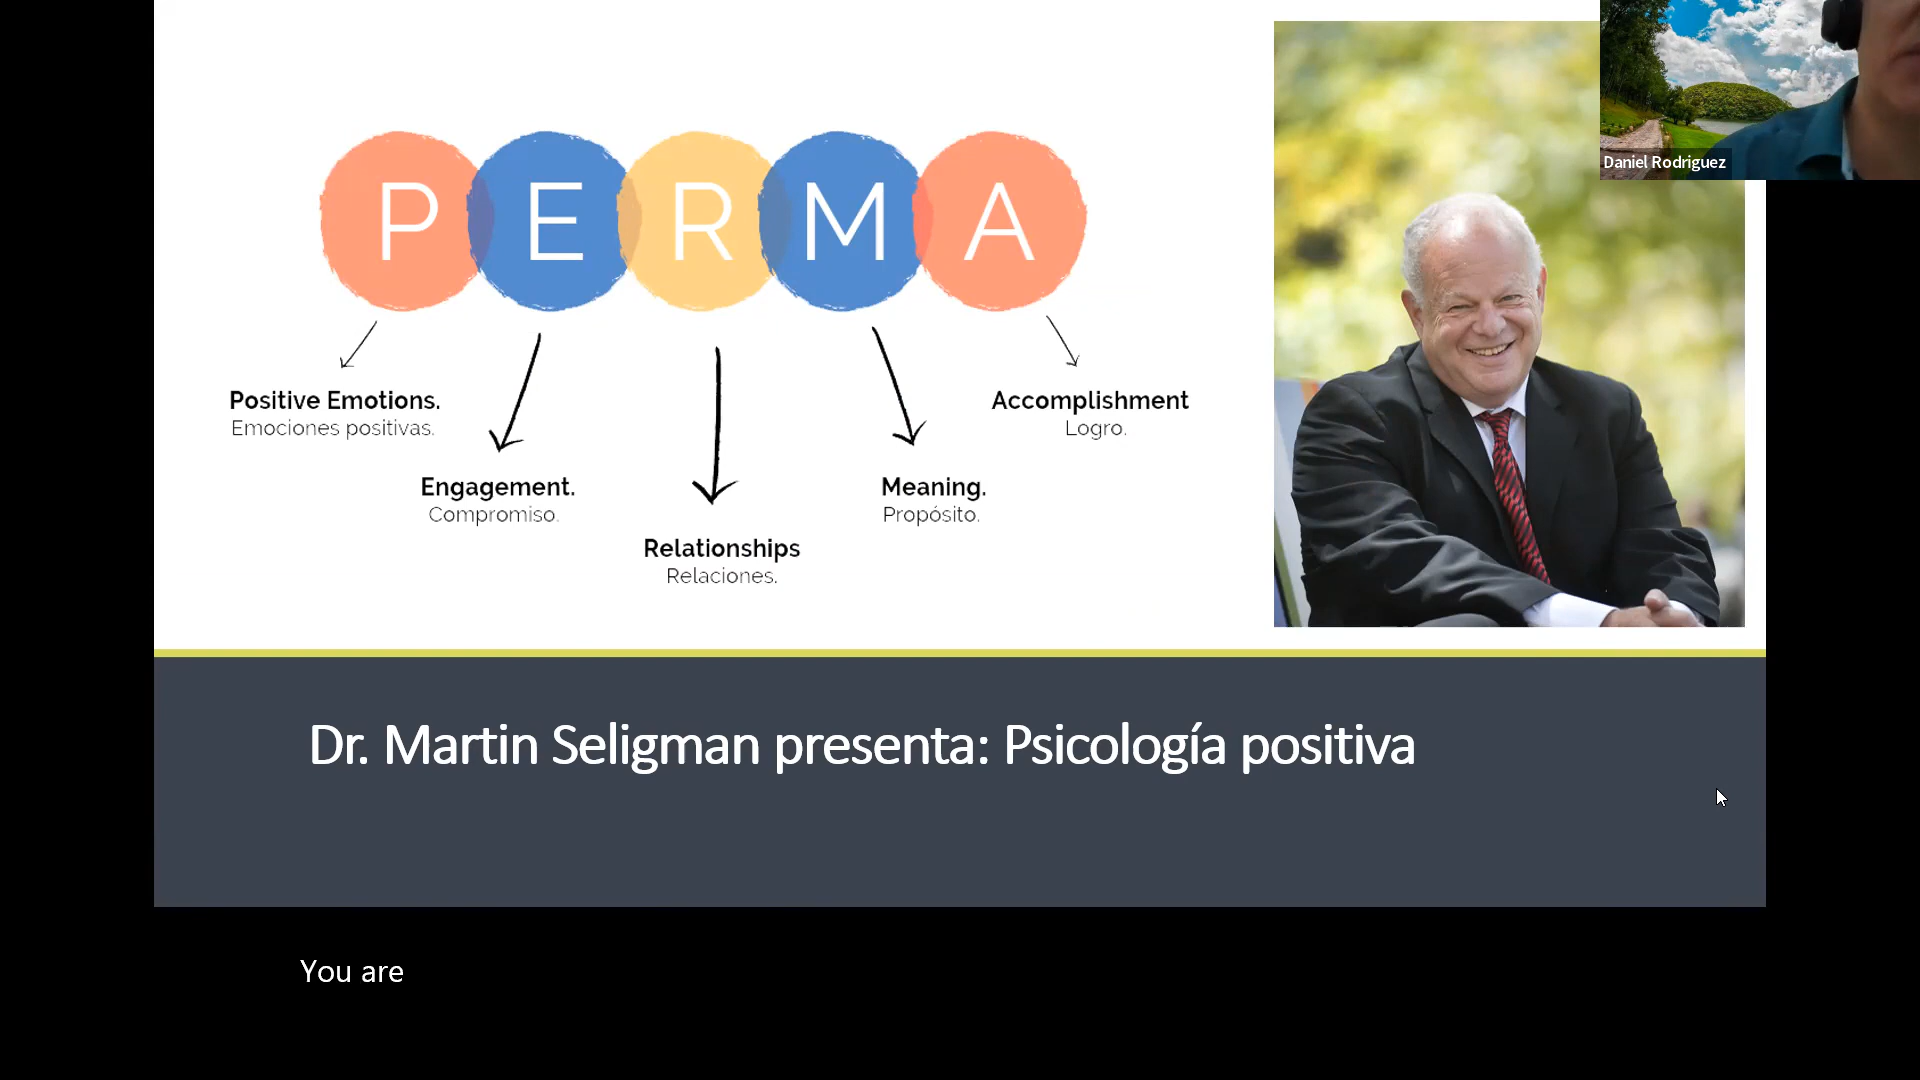 P E R M A
Positive Emotions.
Emociones positivas.
Engagement.
Compromiso.
Relationships
Relaciones.
Meaning.
Propósito.
Accomplishment
Logro.
Daniel Rodriguez
Dr. Martin Seligman presenta: Psicología positiva
You are